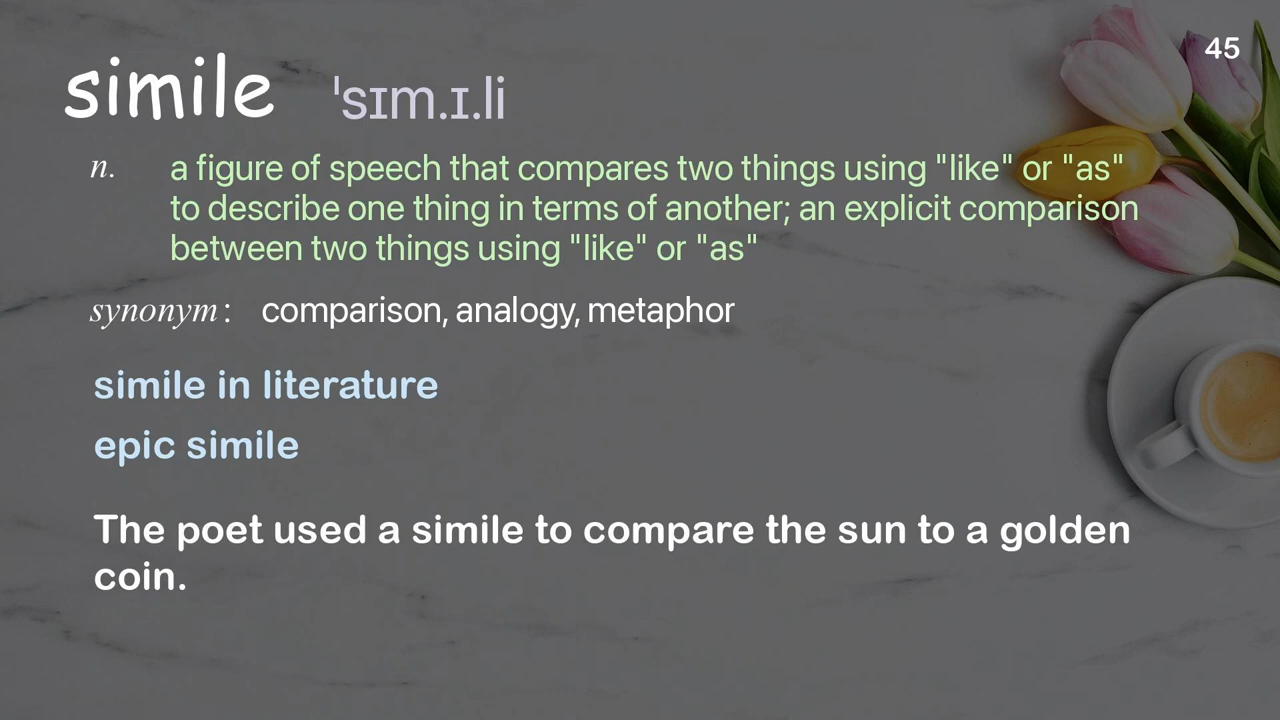 45
simile ˈsɪm.ɪ.li
n. a figure of speech that compares two things using "like" or "as"
to describe one thing in terms of another; an explicit comparison
between two things using "like" or "as"
synonym: comparison, analogy, metaphor
simile in literature
epic simile
The poet used a simile to compare the sun to a golden
coin.